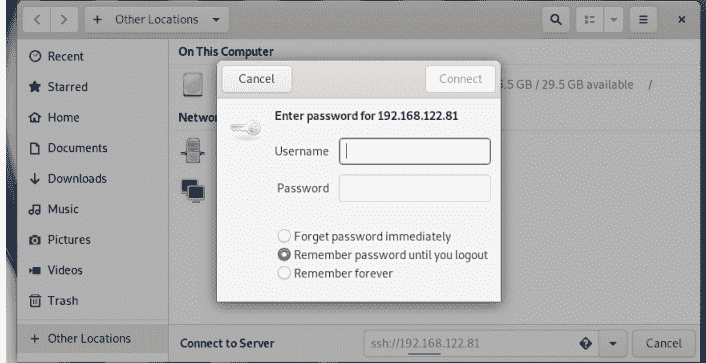 Other Locations
Recent
Starred
Home
Documents
Downloads
Music
Pictures
Videos
Trash
+ Other Locations
On This Computer
.5 GB / 29.5 GB available /
Cancel
Connect
Enter password for 192.168.122.81
Username
Password
Forget password immediately
Remember password until you logout
Remember forever
Connect to Server
ssh://192.168.122.81
Cancel